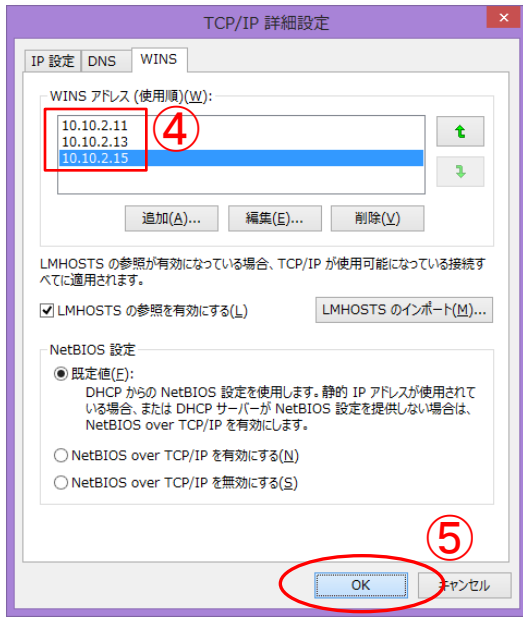 TCP/IP 詳細設定
×
IP 設定 DNS WINS
WINS アドレス (使用順)(W):
10.10.2.11
10.10.2.13
10.10.2.15
④
追加(A)... 編集(E)... 削除(V)
LMHOSTS の参照が有効になっている場合、TCP/IP が使用可能になっている接続す
べてに適用されます。
LMHOSTS の参照を有効にする(L) LMHOSTS のインポート(M)...
NetBIOS 設定
既定値(F):
DHCP からの NetBIOS 設定を使用します。静的 IP アドレスが使用されて
いる場合、または DHCP サーバーが NetBIOS 設定を提供しない場合は、
NetBIOS over TCP/IP を有効にします。
NetBIOS over TCP/IP を有効にする(N)
NetBIOS over TCP/IP を無効にする(S)
⑤
OK キャンセル